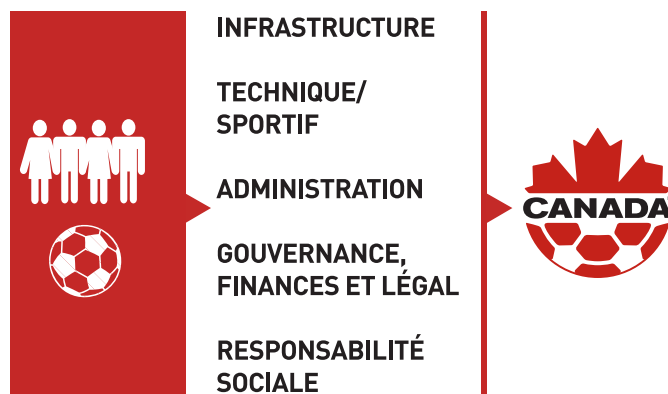 INFRASTRUCTURE
TECHNIQUE/
SPORTIF
ADMINISTRATION
GOUVERNANCE,
FINANCES ET LÉGAL
RESPONSABILITÉ
SOCIALE
CANADA